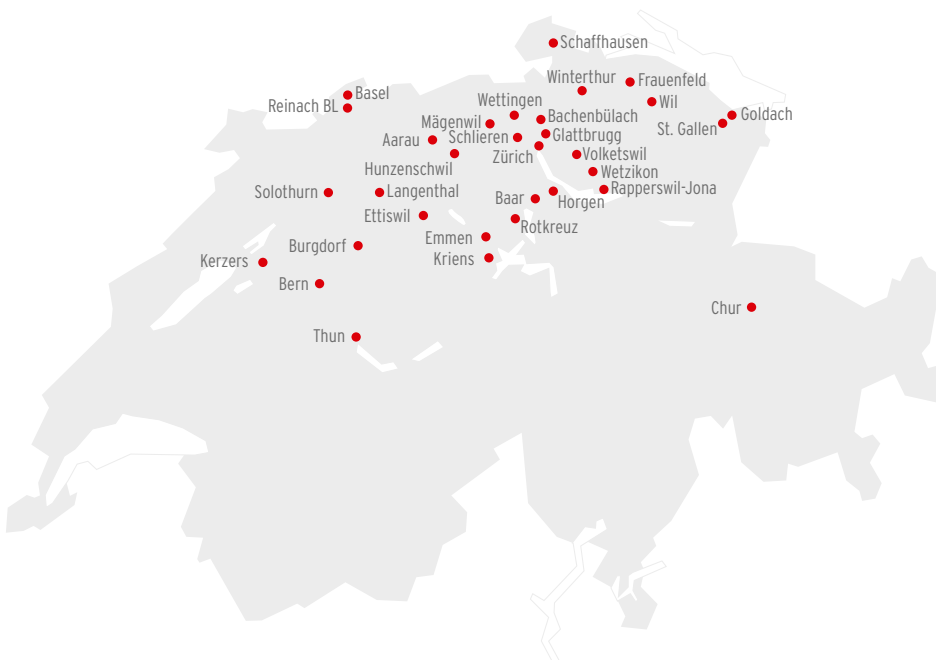 Schaffhausen
Winterthur
Frauenfeld
Basel
Wil
Reinach BL
Wettingen
Goldach
Mägenwil
Bachenbülach
St. Gallen
Aarau
Schlieren
Glattbrugg
Zürich
Volketswil
Hunzenschwil
Wetzikon
Solothurn
Langenthal
Rapperswil-Jona
Baar
Horgen
Ettiswil
Rotkreuz
Emmen
Burgdorf
Kriens
Kerzers
Bern
Chur
Thun